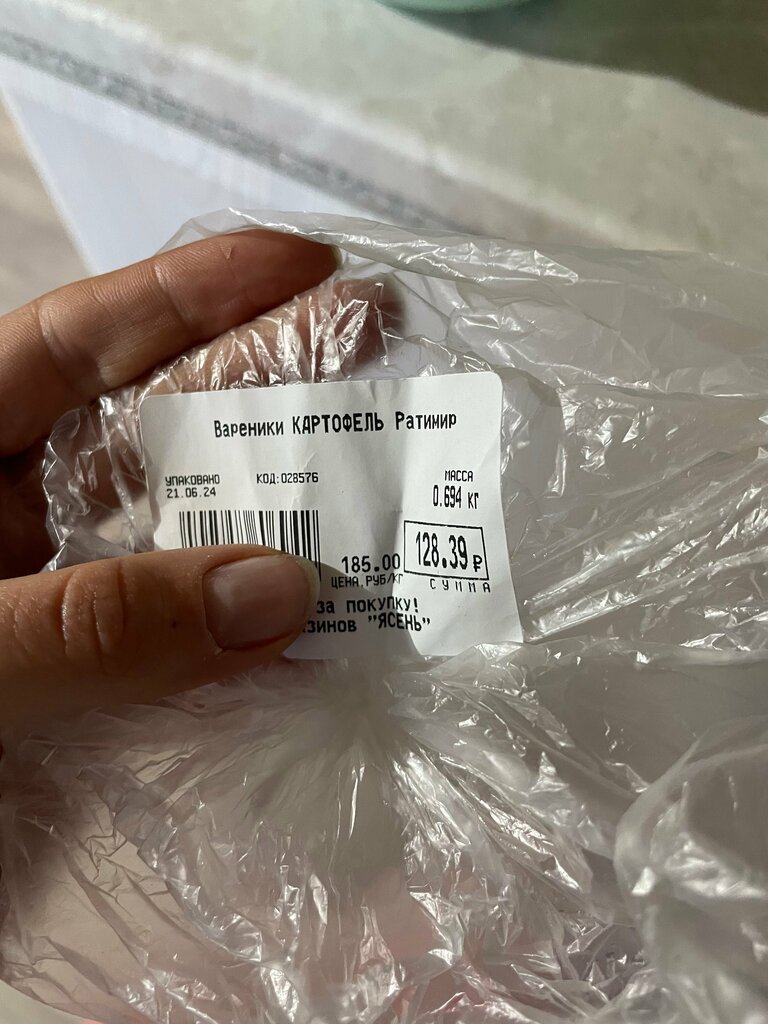 Вареники КАРТОФЕЛЬ Ратимир
УПАКОВАНО
21.06.24
КОД:028576
МАССА
0.694 кг
185.00
ЦЕНА,РУБ/КГ
128.39 ₽
СУММА
за покупку!
"ЯСЕНЬ"